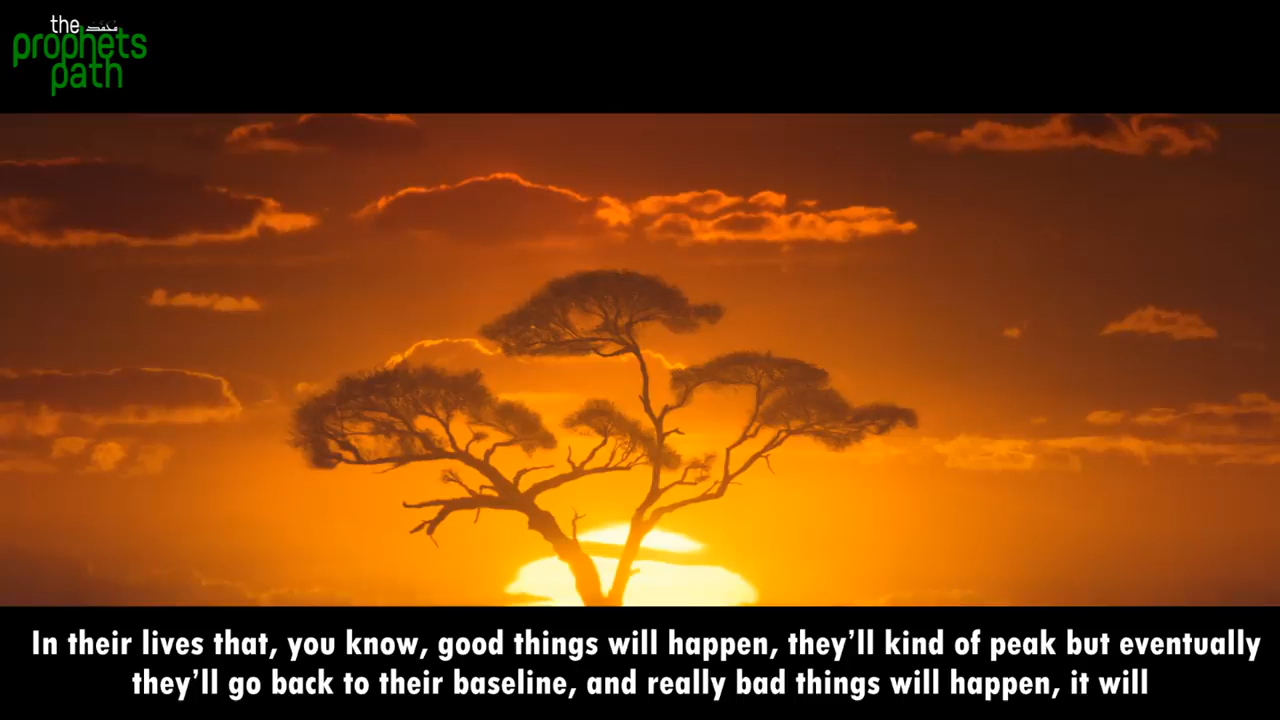 the محمد
prophets
path
In their lives that, you know, good things will happen, they’ll kind of peak but eventually
they’ll go back to their baseline, and really bad things will happen, it will